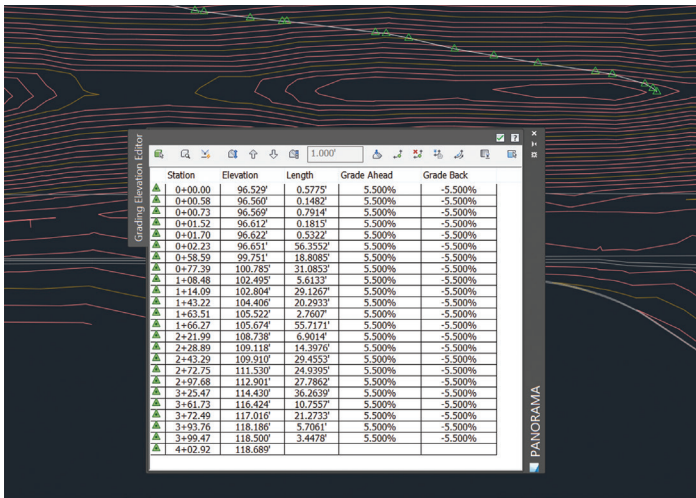 Grading Elevation Editor
1.000'
Station Elevation Length Grade Ahead Grade Back
0+00.00 96.529' 0.5775' 5.500% -5.500%
0+00.58 96.560' 0.1482' 5.500% -5.500%
0+00.73 96.569' 0.7914' 5.500% -5.500%
0+01.52 96.612' 0.1815' 5.500% -5.500%
0+01.70 96.622' 0.5322' 5.500% -5.500%
0+02.23 96.651' 56.3552' 5.500% -5.500%
0+58.59 99.751' 18.8085' 5.500% -5.500%
0+77.39 100.785' 31.0853' 5.500% -5.500%
1+08.48 102.495' 5.6133' 5.500% -5.500%
1+14.09 102.804' 29.1267' 5.500% -5.500%
1+43.22 104.406' 20.2933' 5.500% -5.500%
1+63.51 105.522' 2.7607' 5.500% -5.500%
1+66.27 105.674' 55.7171' 5.500% -5.500%
2+21.99 108.738' 6.9014' 5.500% -5.500%
2+28.89 109.118' 14.3976' 5.500% -5.500%
2+43.29 109.910' 29.4553' 5.500% -5.500%
2+72.75 111.530' 24.9395' 5.500% -5.500%
2+97.68 112.901' 27.7862' 5.500% -5.500%
3+25.47 114.430' 36.2639' 5.500% -5.500%
3+61.73 116.424' 10.7557' 5.500% -5.500%
3+72.49 117.016' 21.2733' 5.500% -5.500%
3+93.76 118.186' 5.7061' 5.500% -5.500%
3+99.47 118.500' 3.4478' 5.500% -5.500%
4+02.92 118.689'
PANORAMA